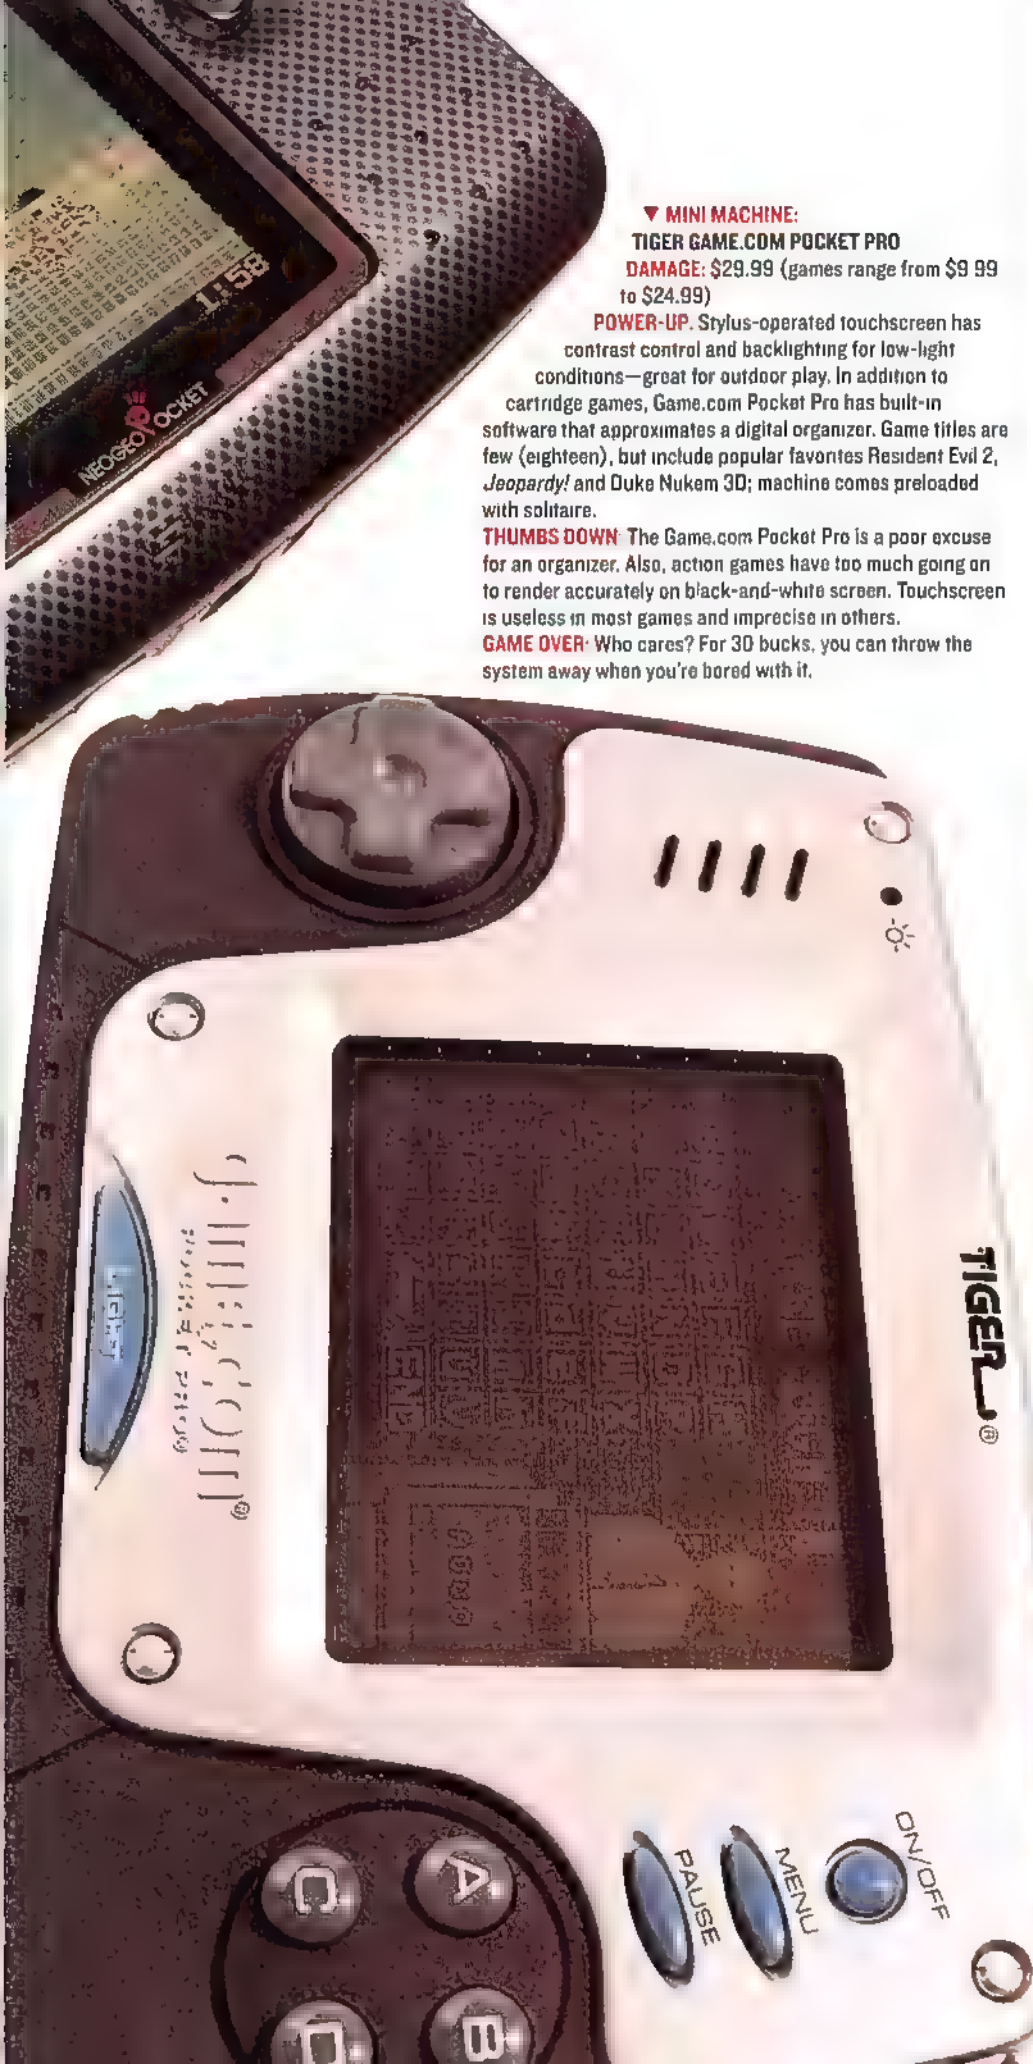 1:58
NEOGEO POCKET
▼ MINI MACHINE:
TIGER GAME.COM POCKET PRO
DAMAGE: $29.99 (games range from $9 99
to $24.99)
POWER-UP. Stylus-operated touchscreen has
contrast control and backlighting for low-light
conditions—great for outdoor play. In addition to
cartridge games, Game.com Pocket Pro has built-in
software that approximates a digital organizer. Game titles are
few (eighteen), but include popular favorites Resident Evil 2,
Jeopardy! and Duke Nukem 3D; machine comes preloaded
with solitaire.
THUMBS DOWN The Game.com Pocket Pro is a poor excuse
for an organizer. Also, action games have too much going on
to render accurately on black-and-white screen. Touchscreen
is useless in most games and imprecise in others.
GAME OVER· Who cares? For 30 bucks, you can throw the
system away when you're bored with it.
TIGER®
ON/OFF
MENU
PAUSE
A
C
B
D